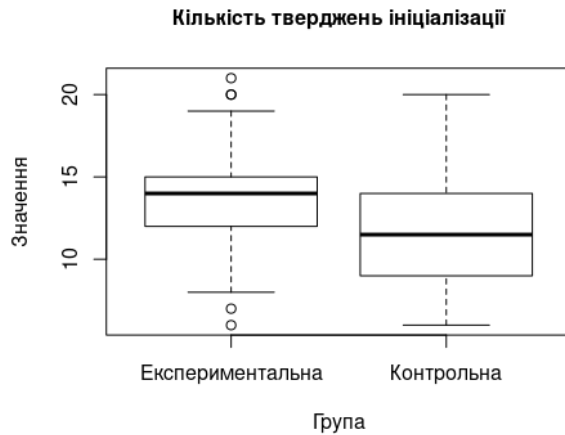 Кількість тверджень ініціалізації
Значення
20
15
10
Експериментальна
Контрольна
Група